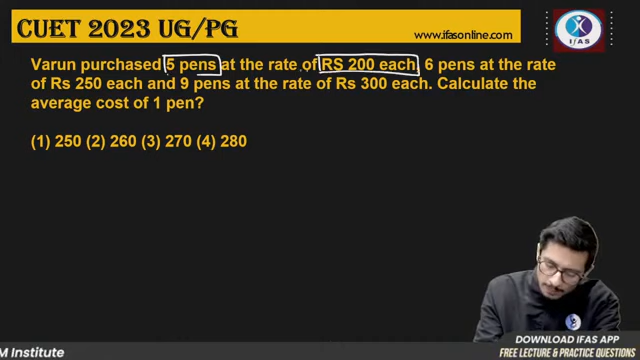 CUET 2023 UG/PG
www.ifasonline.com
IFAS
Varun purchased 5 pens at the rate of RS 200 each, 6 pens at the rate
of Rs 250 each and 9 pens at the rate of Rs 300 each. Calculate the
average cost of 1 pen?
(1) 250 (2) 260 (3) 270 (4) 280
M Institute
DOWNLOAD IFAS APP
FREE LECTURE & PRACTICE QUESTIONS